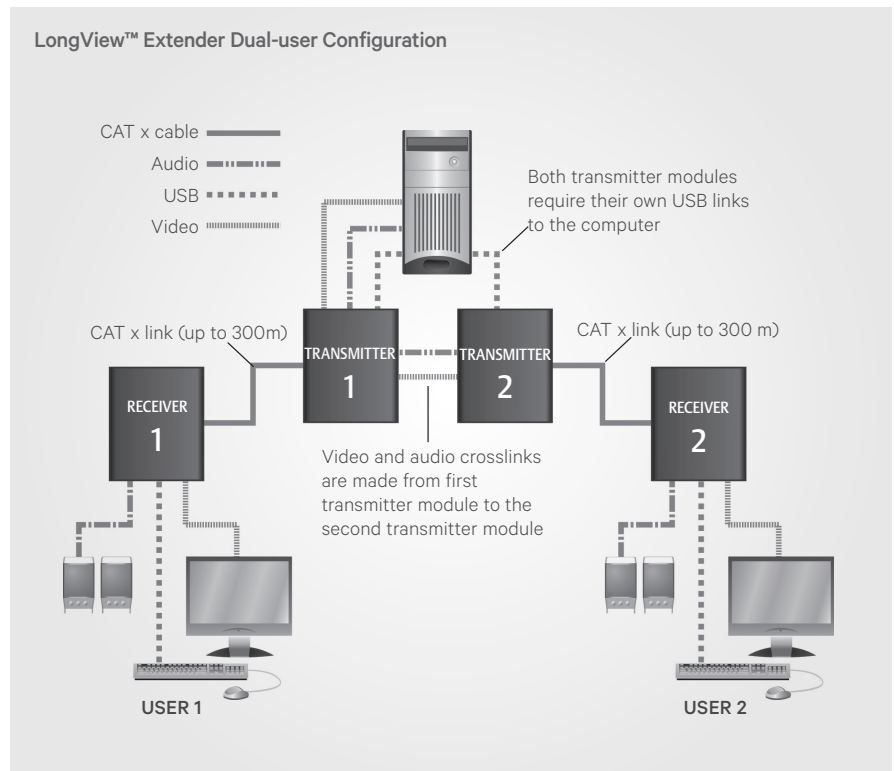 LongView™ Extender Dual-user Configuration
CAT x cable
Audio
USB
Video
Both transmitter modules
require their own USB links
to the computer
CAT x link (up to 300m)
CAT x link (up to 300 m)
TRANSMITTER
1
TRANSMITTER
2
RECEIVER
1
RECEIVER
2
Video and audio crosslinks
are made from first
transmitter module to the
second transmitter module
USER 1
USER 2